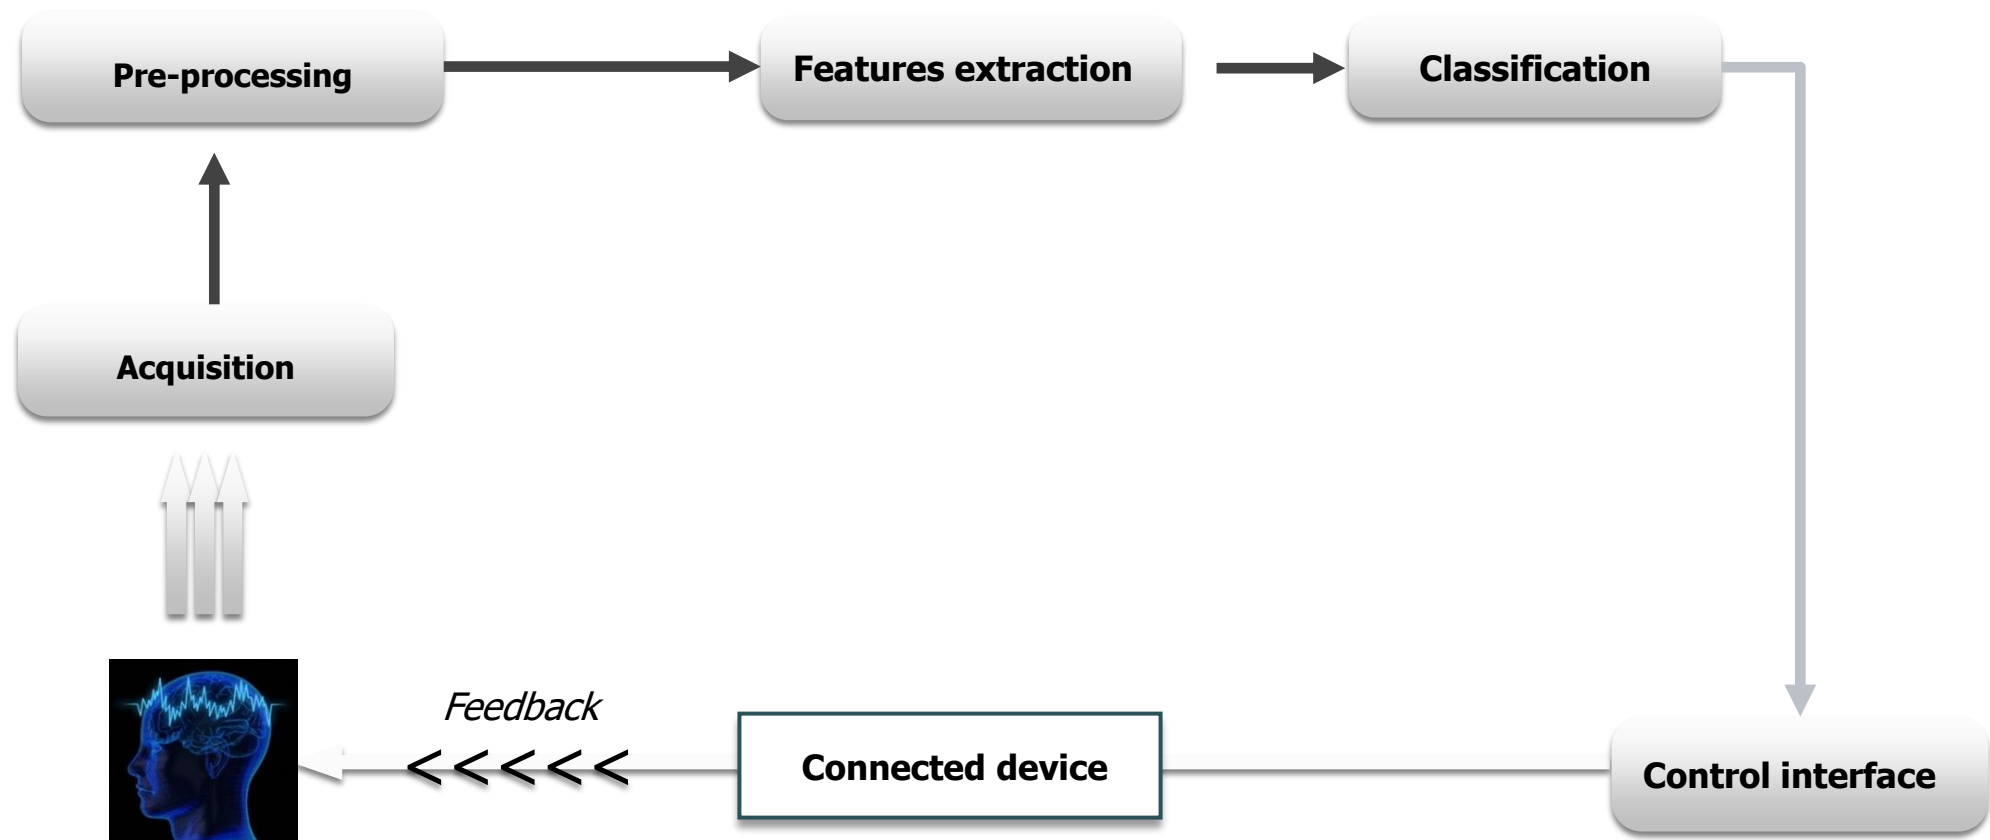 Pre-processing
Features extraction
Classification
Acquisition
Feedback
<<<<<
Connected device
Control interface